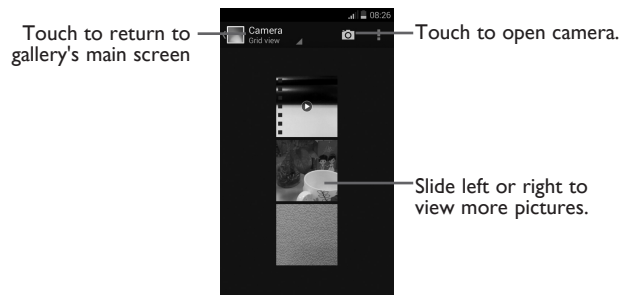 08:26
Touch to return to
gallery's main screen
Camera
Grid view
Touch to open camera.
Slide left or right to
view more pictures.